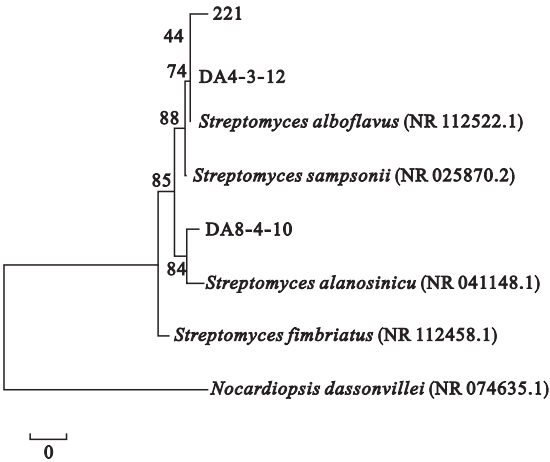 221
44
74
DA4-3-12
88
Streptomyces alboflavus (NR 112522.1)
Streptomyces sampsonii (NR 025870.2)
85
DA8-4-10
84
Streptomyces alanosinicu (NR 041148.1)
Streptomyces fimbriatus (NR 112458.1)
Nocardiopsis dassonvillei (NR 074635.1)
0